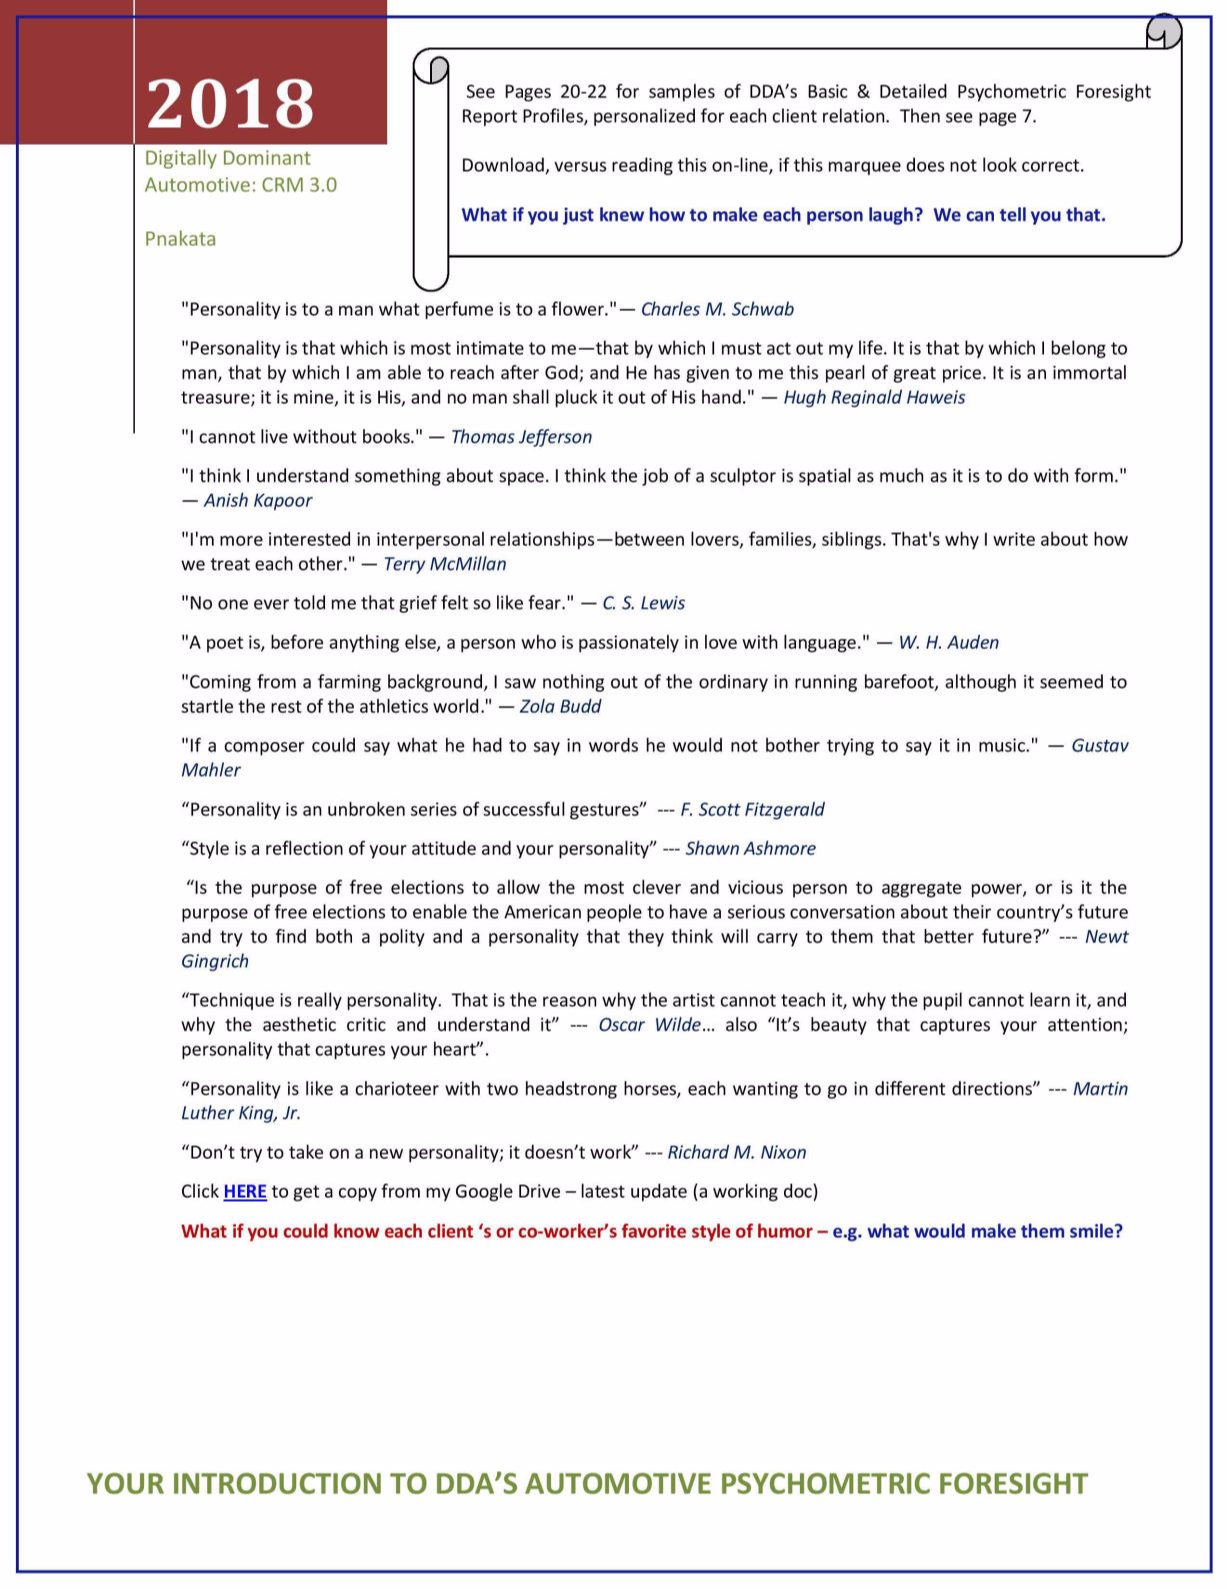 2018
Digitally Dominant
Automotive: CRM 3.0
Pnakata
See Pages 20-22 for samples of DDA’s Basic & Detailed Psychometric Foresight
Report Profiles, personalized for each client relation.  Then see page 7.
Download, versus reading this on-line, if this marquee does not look correct.
What if you just knew how to make each person laugh?  We can tell you that.
"Personality is to a man what perfume is to a flower."— Charles M. Schwab
"Personality is that which is most intimate to me—that by which I must act out my life. It is that by which I belong to
man, that by which I am able to reach after God; and He has given to me this pearl of great price. It is an immortal
treasure; it is mine, it is His, and no man shall pluck it out of His hand." — Hugh Reginald Haweis
"I cannot live without books." — Thomas Jefferson
"I think I understand something about space. I think the job of a sculptor is spatial as much as it is to do with form."
— Anish Kapoor
"I'm more interested in interpersonal relationships—between lovers, families, siblings. That's why I write about how
we treat each other." — Terry McMillan
"No one ever told me that grief felt so like fear." — C. S. Lewis
"A poet is, before anything else, a person who is passionately in love with language." — W. H. Auden
"Coming from a farming background, I saw nothing out of the ordinary in running barefoot, although it seemed to
startle the rest of the athletics world." — Zola Budd
"If a composer could say what he had to say in words he would not bother trying to say it in music." — Gustav
Mahler
“Personality is an unbroken series of successful gestures”  --- F. Scott Fitzgerald
“Style is a reflection of your attitude and your personality” --- Shawn Ashmore
“Is the purpose of free elections to allow the most clever and vicious person to aggregate power, or is it the
purpose of free elections to enable the American people to have a serious conversation about their country’s future
and try to find both a polity and a personality that they think will carry to them that better future?” --- Newt
Gingrich
“Technique is really personality.  That is the reason why the artist cannot teach it, why the pupil cannot learn it, and
why the aesthetic critic and understand it” --- Oscar Wilde… also “It’s beauty that captures your attention;
personality that captures your heart”.
“Personality is like a charioteer with two headstrong horses, each wanting to go in different directions” --- Martin
Luther King, Jr.
“Don’t try to take on a new personality; it doesn’t work” --- Richard M. Nixon
Click HERE to get a copy from my Google Drive – latest update (a working doc)
What if you could know each client ‘s or co-worker’s favorite style of humor – e.g. what would make them smile?
YOUR INTRODUCTION TO DDA’S AUTOMOTIVE PSYCHOMETRIC FORESIGHT